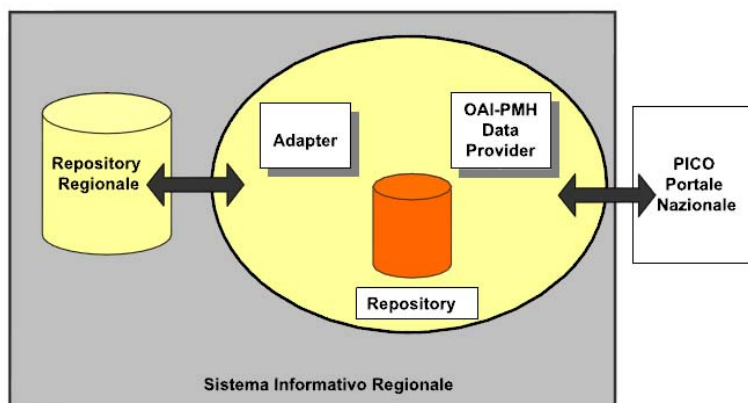 Repository
Regionale
Adapter
OAI-PMH
Data
Provider
Repository
PICO
Portale
Nazionale
Sistema Informativo Regionale